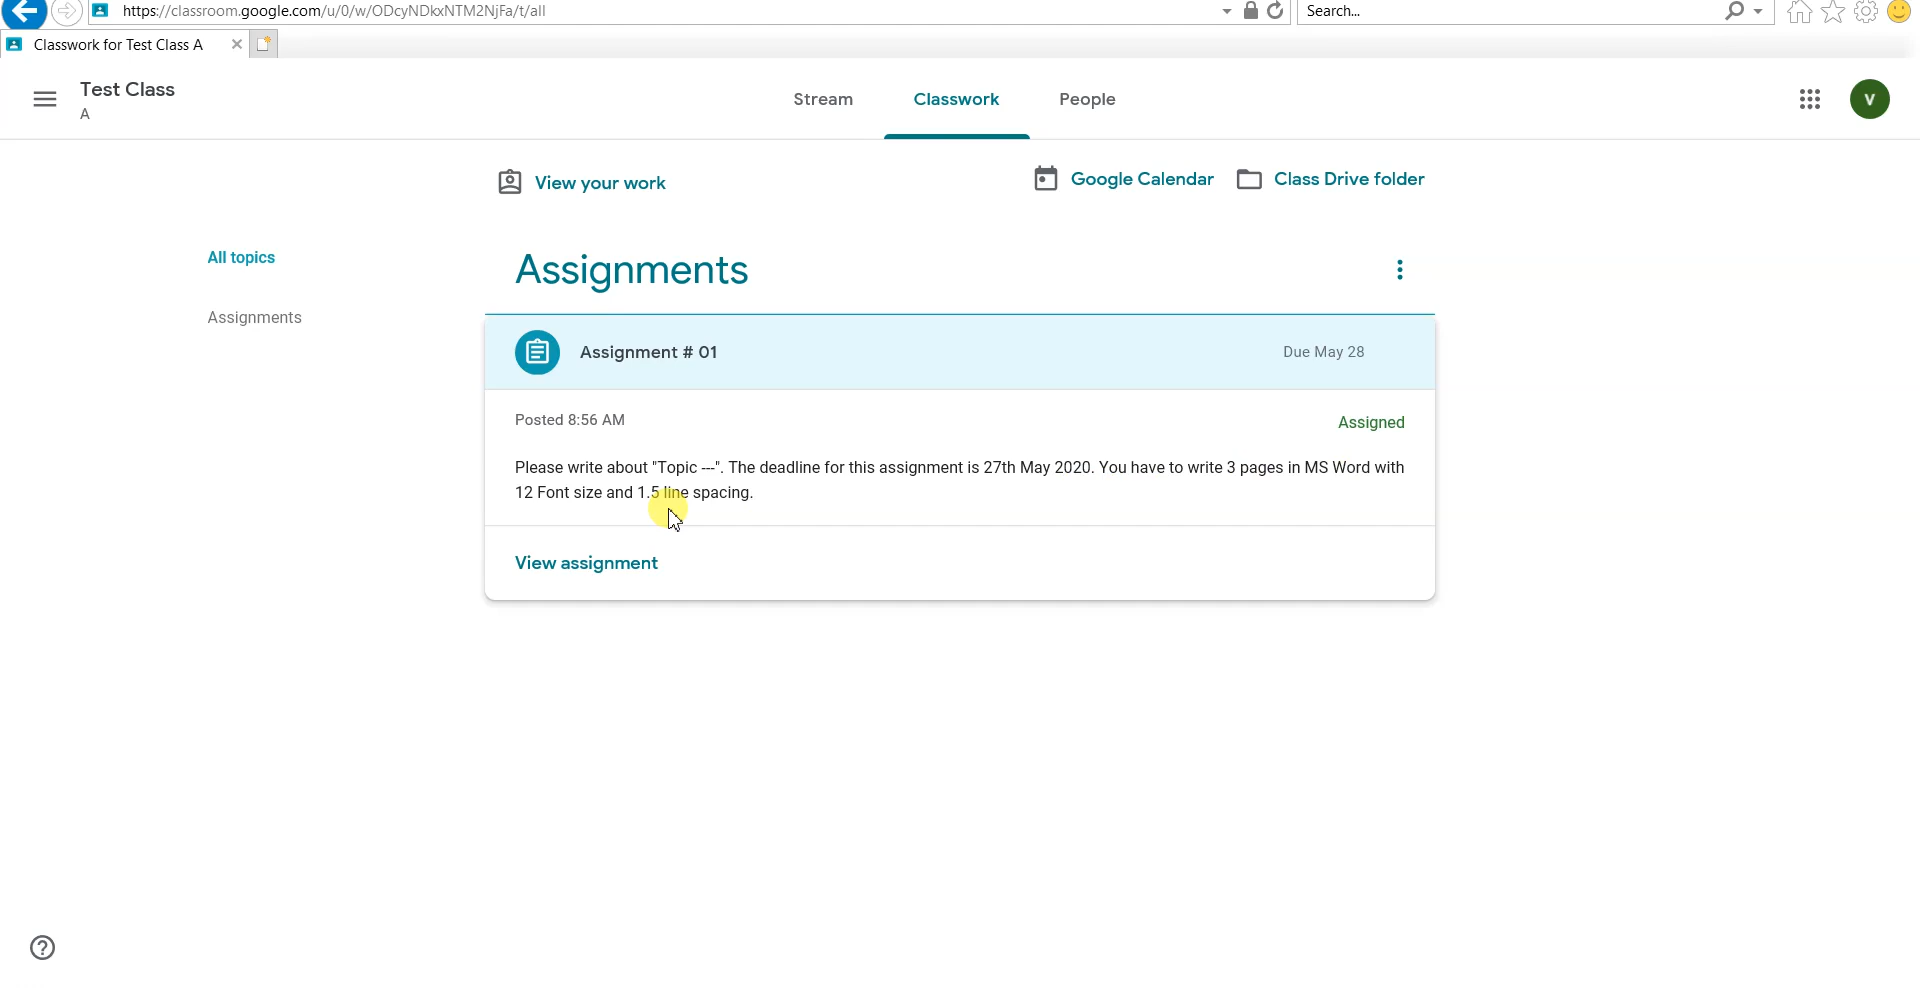 https://classroom.google.com/u/0/w/ODcyNDkxNTM2NjFa/t/all
Search...
Classwork for Test Class A
Test Class
A
Stream
Classwork
People
V
View your work
Google Calendar
Class Drive folder
All topics
Assignments
Assignments
Assignment # 01
Due May 28
Posted 8:56 AM
Assigned
Please write about "Topic ---". The deadline for this assignment is 27th May 2020. You have to write 3 pages in MS Word with
12 Font size and 1.5 line spacing.
View assignment